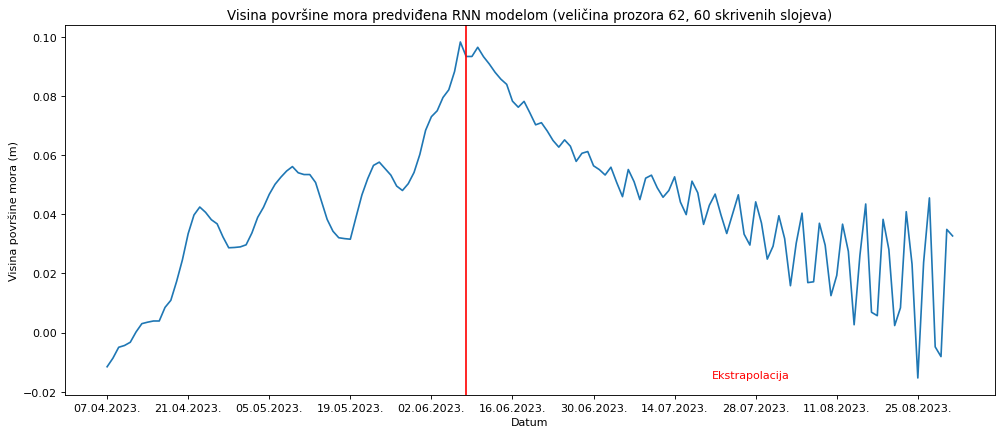 Visina površine mora predviđena RNN modelom (veličina prozora 62, 60 skrivenih slojeva)
Visina površine mora (m)
0.10
0.08
0.06
0.04
0.02
0.00
−0.02
Ekstrapolacija
07.04.2023. 21.04.2023. 05.05.2023. 19.05.2023. 02.06.2023. 16.06.2023. 30.06.2023. 14.07.2023. 28.07.2023. 11.08.2023. 25.08.2023.
Datum